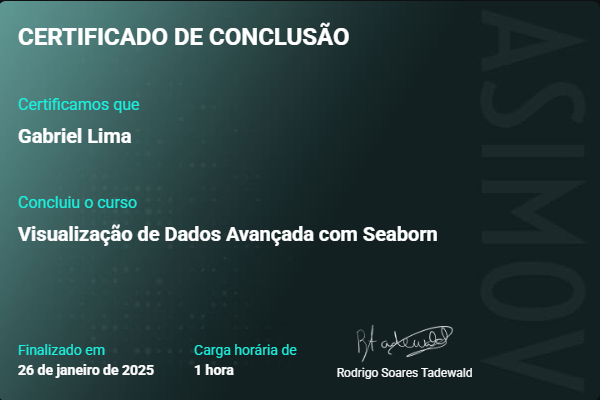 CERTIFICADO DE CONCLUSÃO
Certificamos que
Gabriel Lima
Concluiu o curso
Visualização de Dados Avançada com Seaborn
Finalizado em
26 de janeiro de 2025
Carga horária de
1 hora
RTadewald
Rodrigo Soares Tadewald
ASIMOV